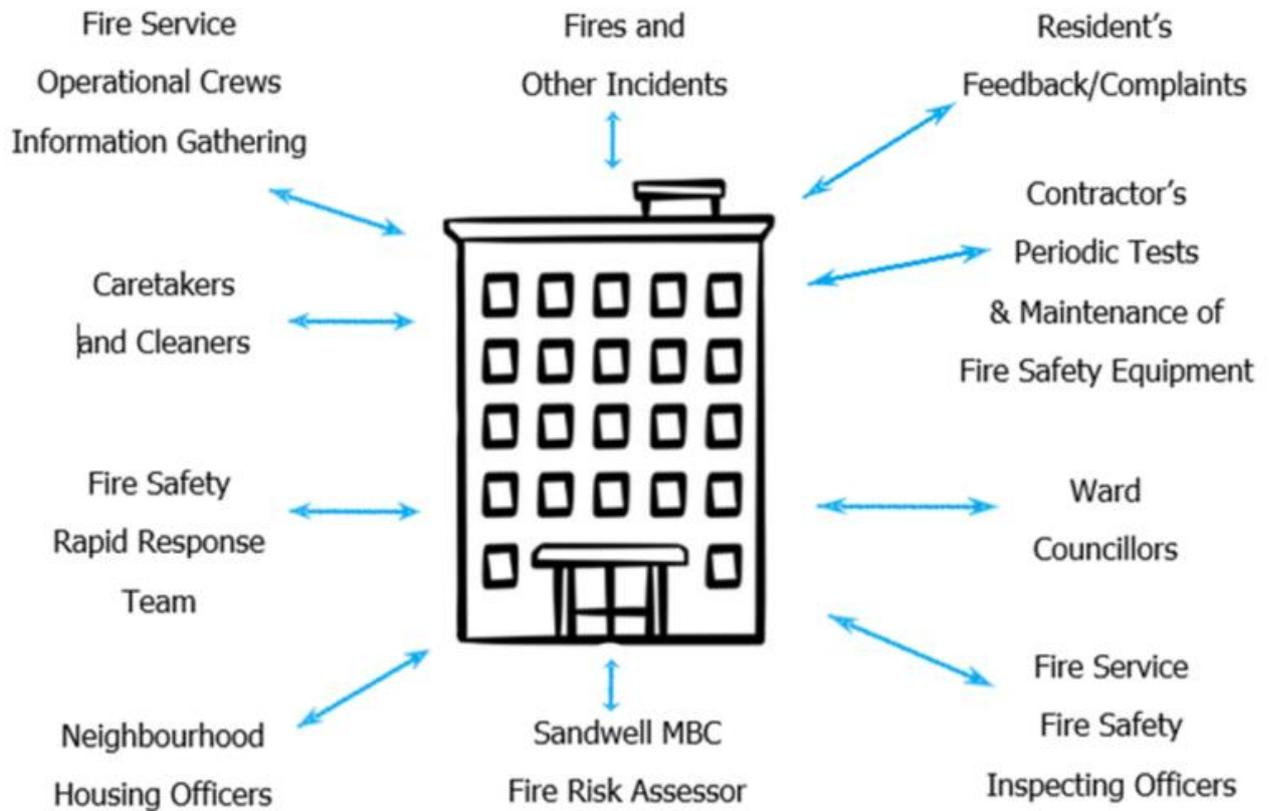 Fire Service
Operational Crews
Information Gathering
Fires and
Other Incidents
Resident's
Feedback/Complaints
Contractor's
Periodic Tests
& Maintenance of
Fire Safety Equipment
Caretakers
and Cleaners
Fire Safety
Rapid Response
Team
Ward
Councillors
Neighbourhood
Housing Officers
Sandwell MBC
Fire Risk Assessor
Fire Service
Fire Safety
Inspecting Officers